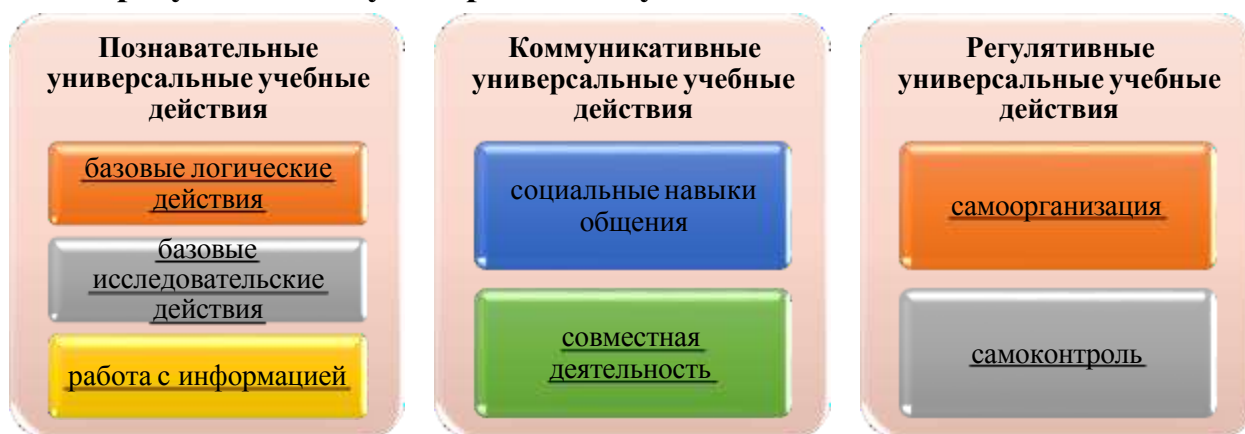 Познавательные
универсальные учебные
действия
базовые логические
действия
базовые
исследовательские
действия
работа с информацией
Коммуникативные
универсальные учебные
действия
социальные навыки
общения
совместная
деятельность
Регулятивные
универсальные учебные
действия
самоорганизация
самоконтроль